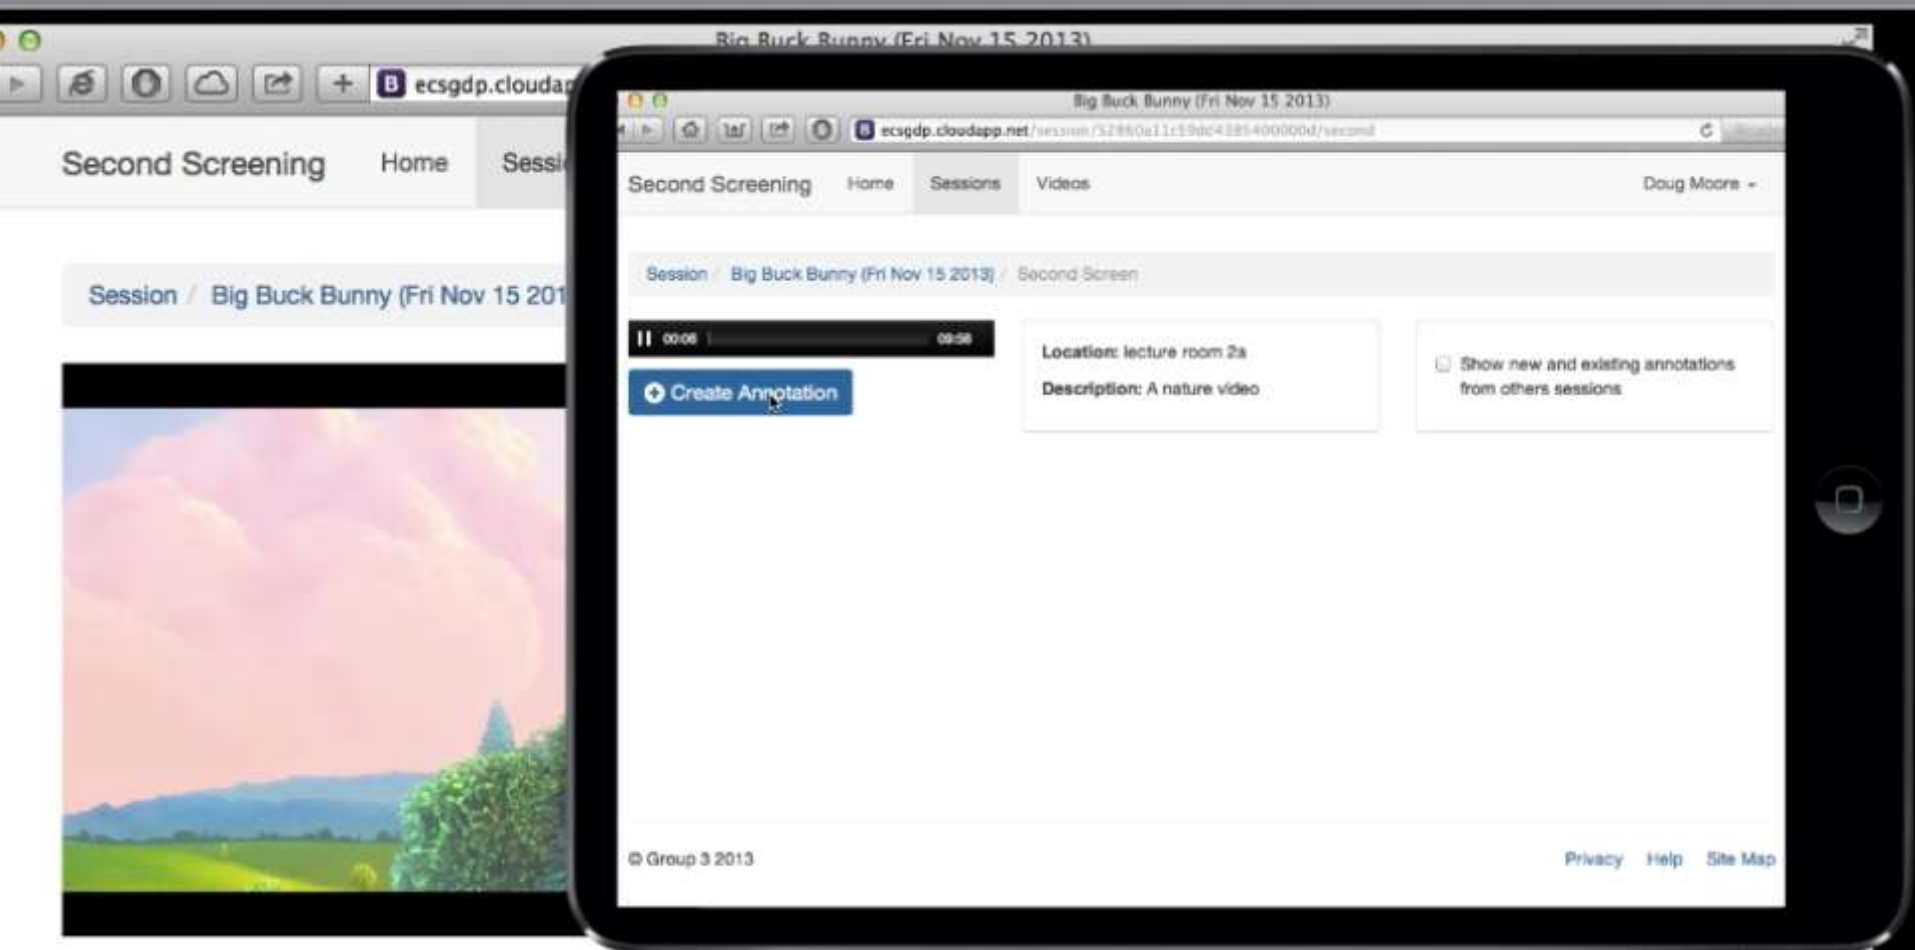 Big Buck Bunny (Fri Nov 15 2013)
ecsgdp.cloudap
Second Screening Home Sessi
Session / Big Buck Bunny (Fri Nov 15 201
Big Buck Bunny (Fri Nov 15 2013)
ecsgdp.cloudapp.net
Second Screening Home Sessions Videos Doug Moore
Session / Big Buck Bunny (Fri Nov 15 2013) / Second Screen
00:06 09:56
Create Annotation
Location: lecture room 2a
Description: A nature video
Show new and existing annotations
from others sessions
© Group 3 2013
Privacy Help Site Map